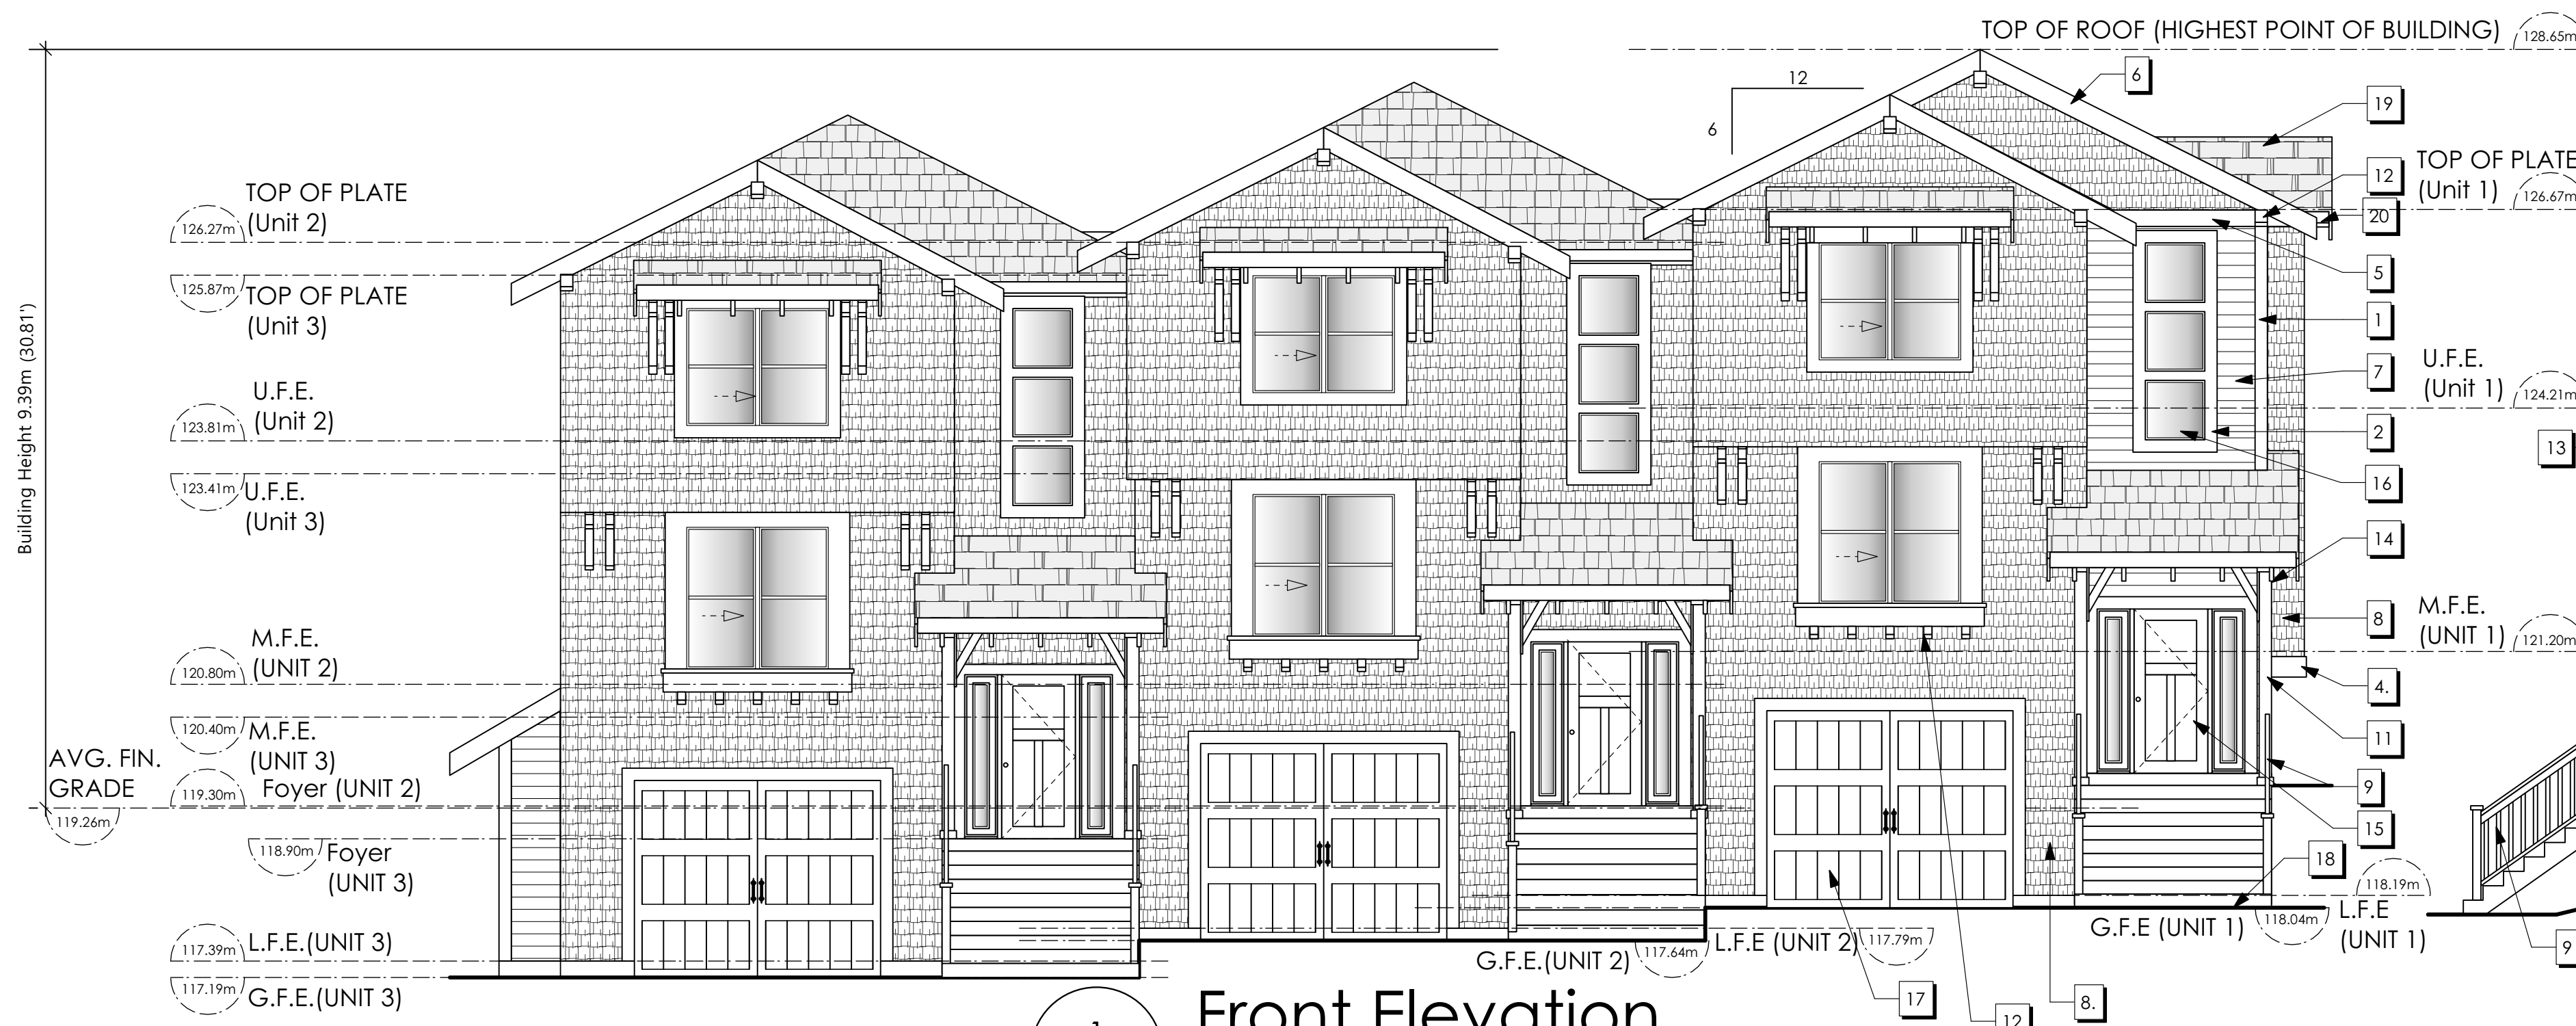 TOP OF ROOF (HIGHEST POINT OF BUILDING)
128.65m
12
6
6
19
TOP OF PLATE
(Unit 1)
126.67m
12
20
5
1
7
U.F.E.
(Unit 1)
124.21m
2
13
16
14
8
M.F.E.
(UNIT 1)
121.20m
4.
11
9
15
18
118.19m
L.F.E
(UNIT 1)
G.F.E (UNIT 1)
118.04m
9
TOP OF PLATE
(Unit 2)
126.27m
125.87m
TOP OF PLATE
(Unit 3)
Building Height 9.39m (30.81')
U.F.E.
(Unit 2)
123.81m
123.41m
U.F.E.
(Unit 3)
M.F.E.
(UNIT 2)
120.80m
120.40m
M.F.E.
(UNIT 3)
AVG. FIN.
GRADE
119.26m
119.30m
Foyer (UNIT 2)
118.90m
Foyer
(UNIT 3)
117.39m
L.F.E.(UNIT 3)
117.19m
G.F.E.(UNIT 3)
G.F.E.(UNIT 2)
117.64m
L.F.E (UNIT 2)
117.79m
17
12
8.
1
Front Elevation